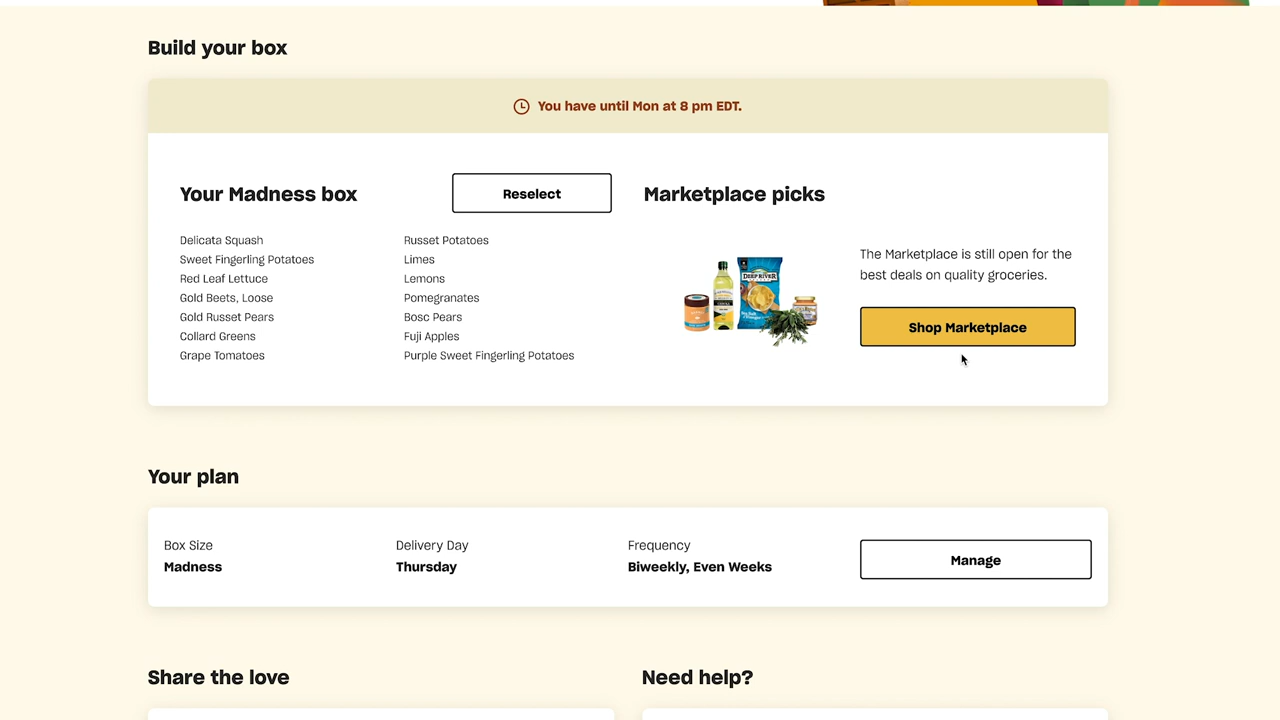 Build your box
You have until Mon at 8 pm EDT.
Your Madness box
Reselect
Delicata Squash
Sweet Fingerling Potatoes
Red Leaf Lettuce
Gold Beets, Loose
Gold Russet Pears
Collard Greens
Grape Tomatoes
Russet Potatoes
Limes
Lemons
Pomegranates
Bosc Pears
Fuji Apples
Purple Sweet Fingerling Potatoes
Marketplace picks
DEEP RIVER
The Marketplace is still open for the
best deals on quality groceries.
Shop Marketplace
Your plan
Box Size
Madness
Delivery Day
Thursday
Frequency
Biweekly, Even Weeks
Manage
Share the love
Need help?